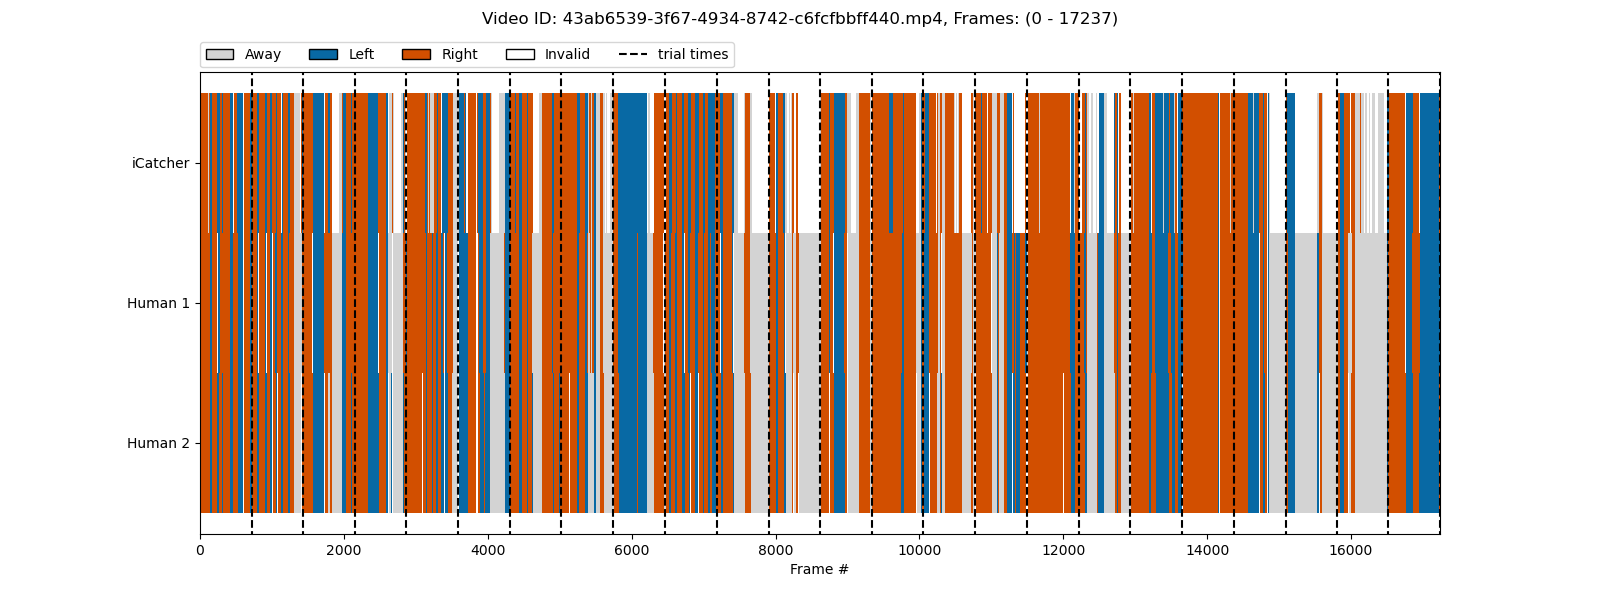 Video ID: 43ab6539-3f67-4934-8742-c6fcfbbff440.mp4, Frames: (0 - 17237)
Away Left Right Invalid trial times
iCatcher
Human 1
Human 2
0 2000 4000 6000 8000 10000 12000 14000 16000
Frame #